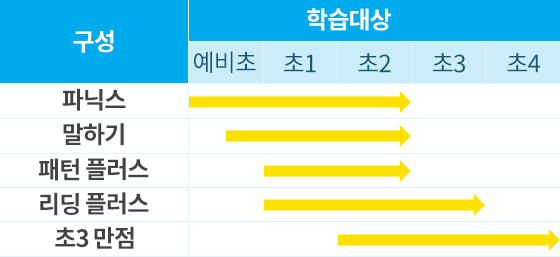 구성
학습대상
예비초 초1 초2 초3 초4
파닉스
말하기
패턴 플러스
리딩 플러스
초3 만점